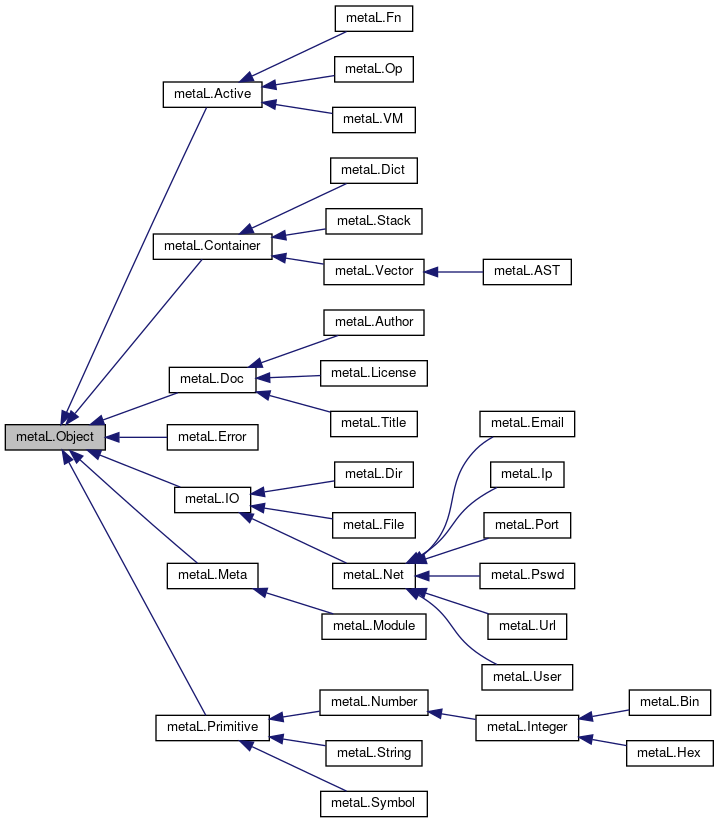 metaL.Fn
metaL.Op
metaL.Active
metaL.VM
metaL.Dict
metaL.Stack
metaL.Container
metaL.Vector
metaL.AST
metaL.Author
metaL.License
metaL.Doc
metaL.Title
metaL.Email
metaL.Object
metaL.Error
metaL.Dir
metaL.Ip
metaL.IO
metaL.File
metaL.Port
metaL.Meta
metaL.Net
metaL.Pswd
metaL.Module
metaL.Url
metaL.User
metaL.Number
metaL.Bin
metaL.Primitive
metaL.Integer
metaL.String
metaL.Hex
metaL.Symbol